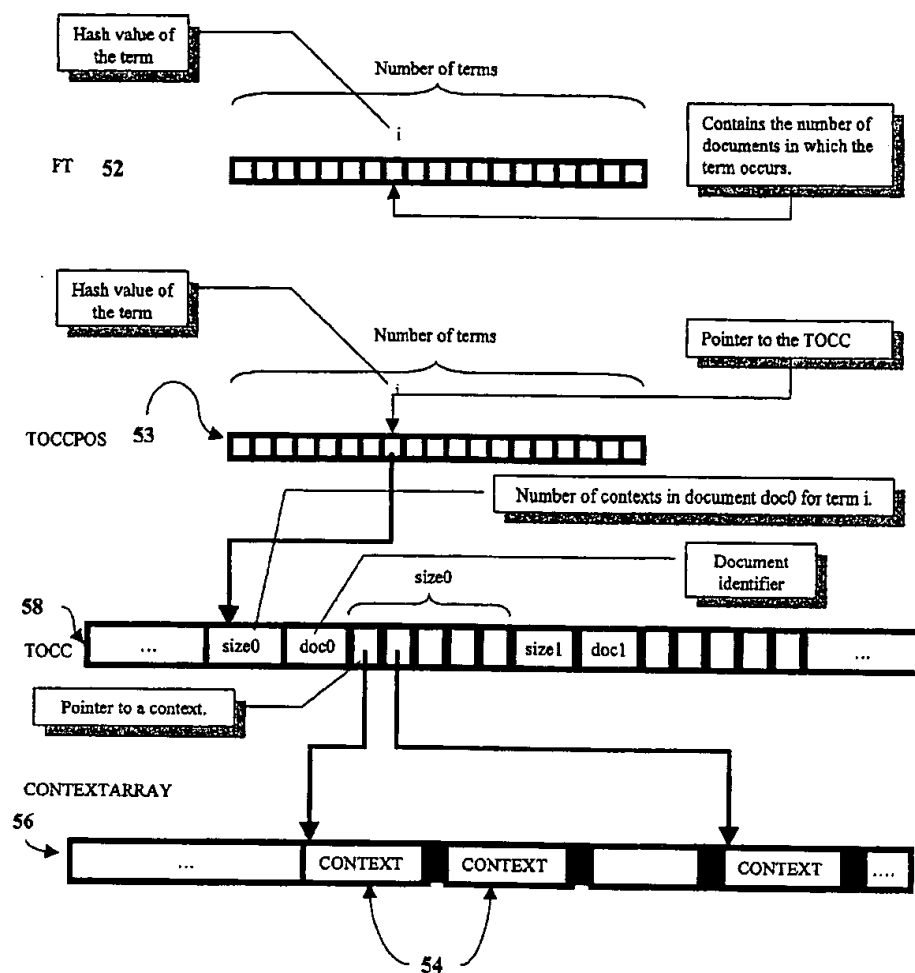 Hash value of
the term
Number of terms
i
Contains the number of
documents in which the
term occurs.
FT 52
Hash value of
the term
Number of terms
Pointer to the TOCC
i
TOCCPOS 53
Number of contexts in document doc0 for term i.
Document
identifier
size0
58
TOCC
... size0 doc0 size1 doc1 ...
Pointer to a context.
CONTEXTARRAY
56
... CONTEXT CONTEXT CONTEXT ....
54